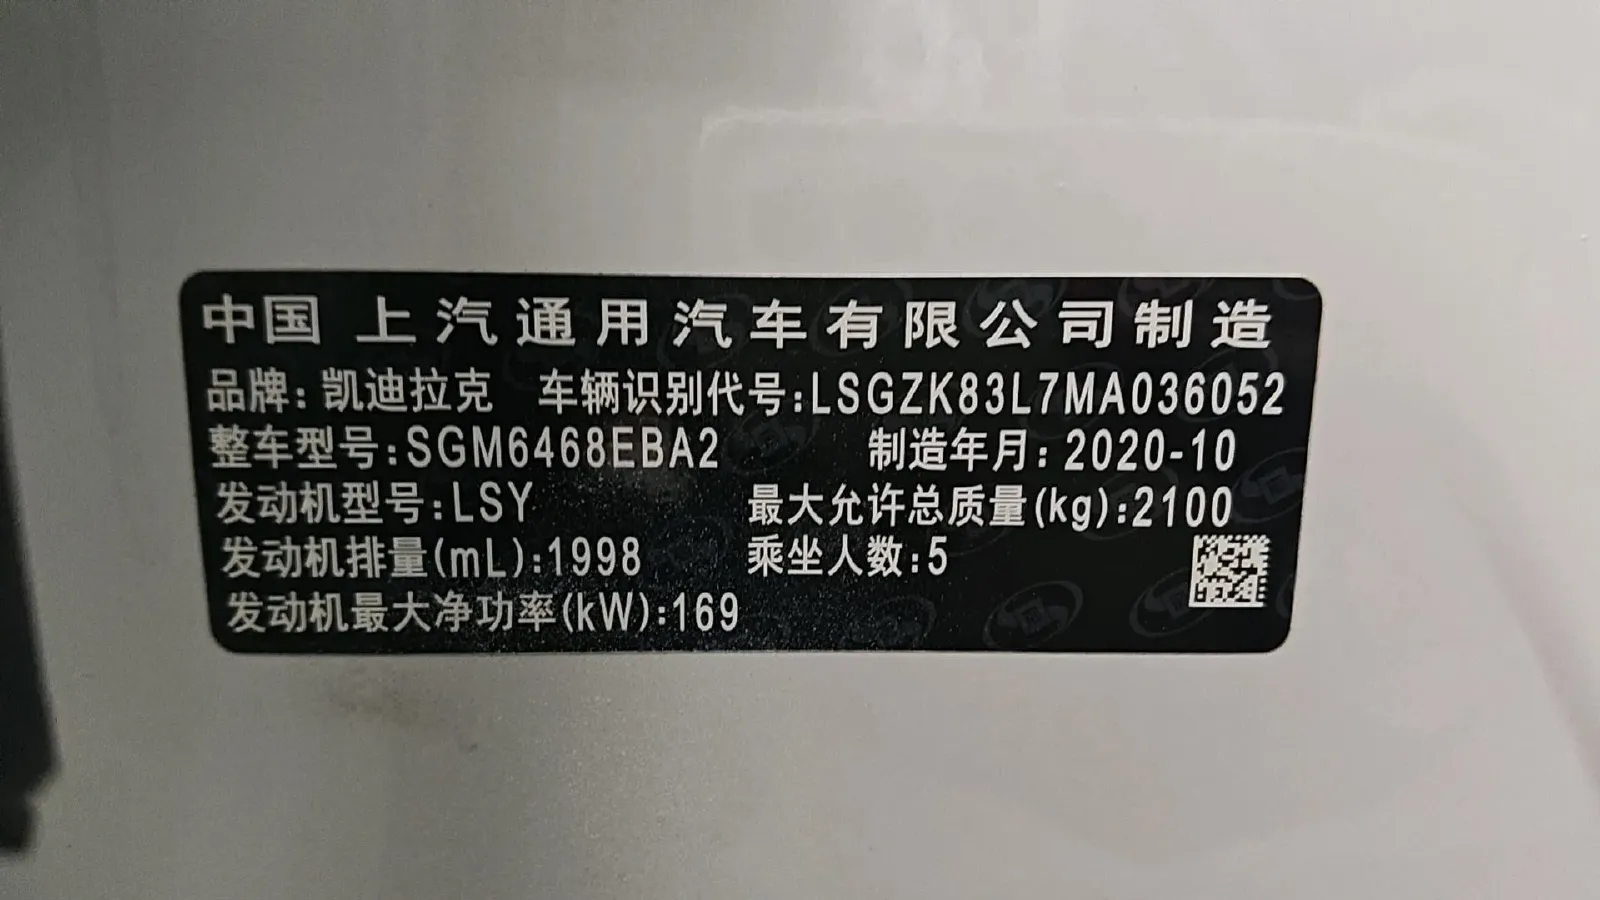 中国 上汽通用汽车有限公司制造
品牌:凯迪拉克 车辆识别代号:LSGZK83L7MA036052
整车型号:SGM6468EBA2 制造年月:2020-10
发动机型号:LSY 最大允许总质量(kg):2100
发动机排量(mL):1998 乘坐人数:5
发动机最大净功率(kW):169